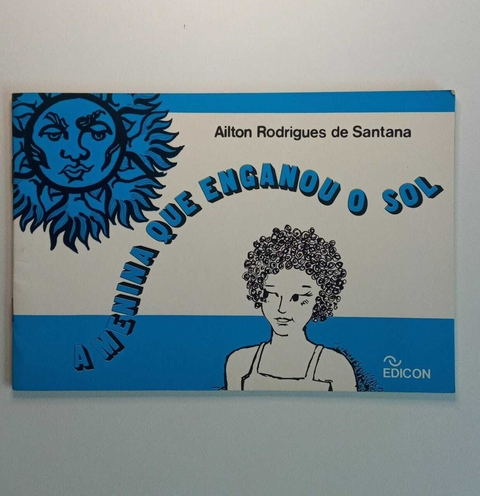 Ailton Rodrigues de Santana
A MENINA QUE ENGANOU O SOL
EDICON